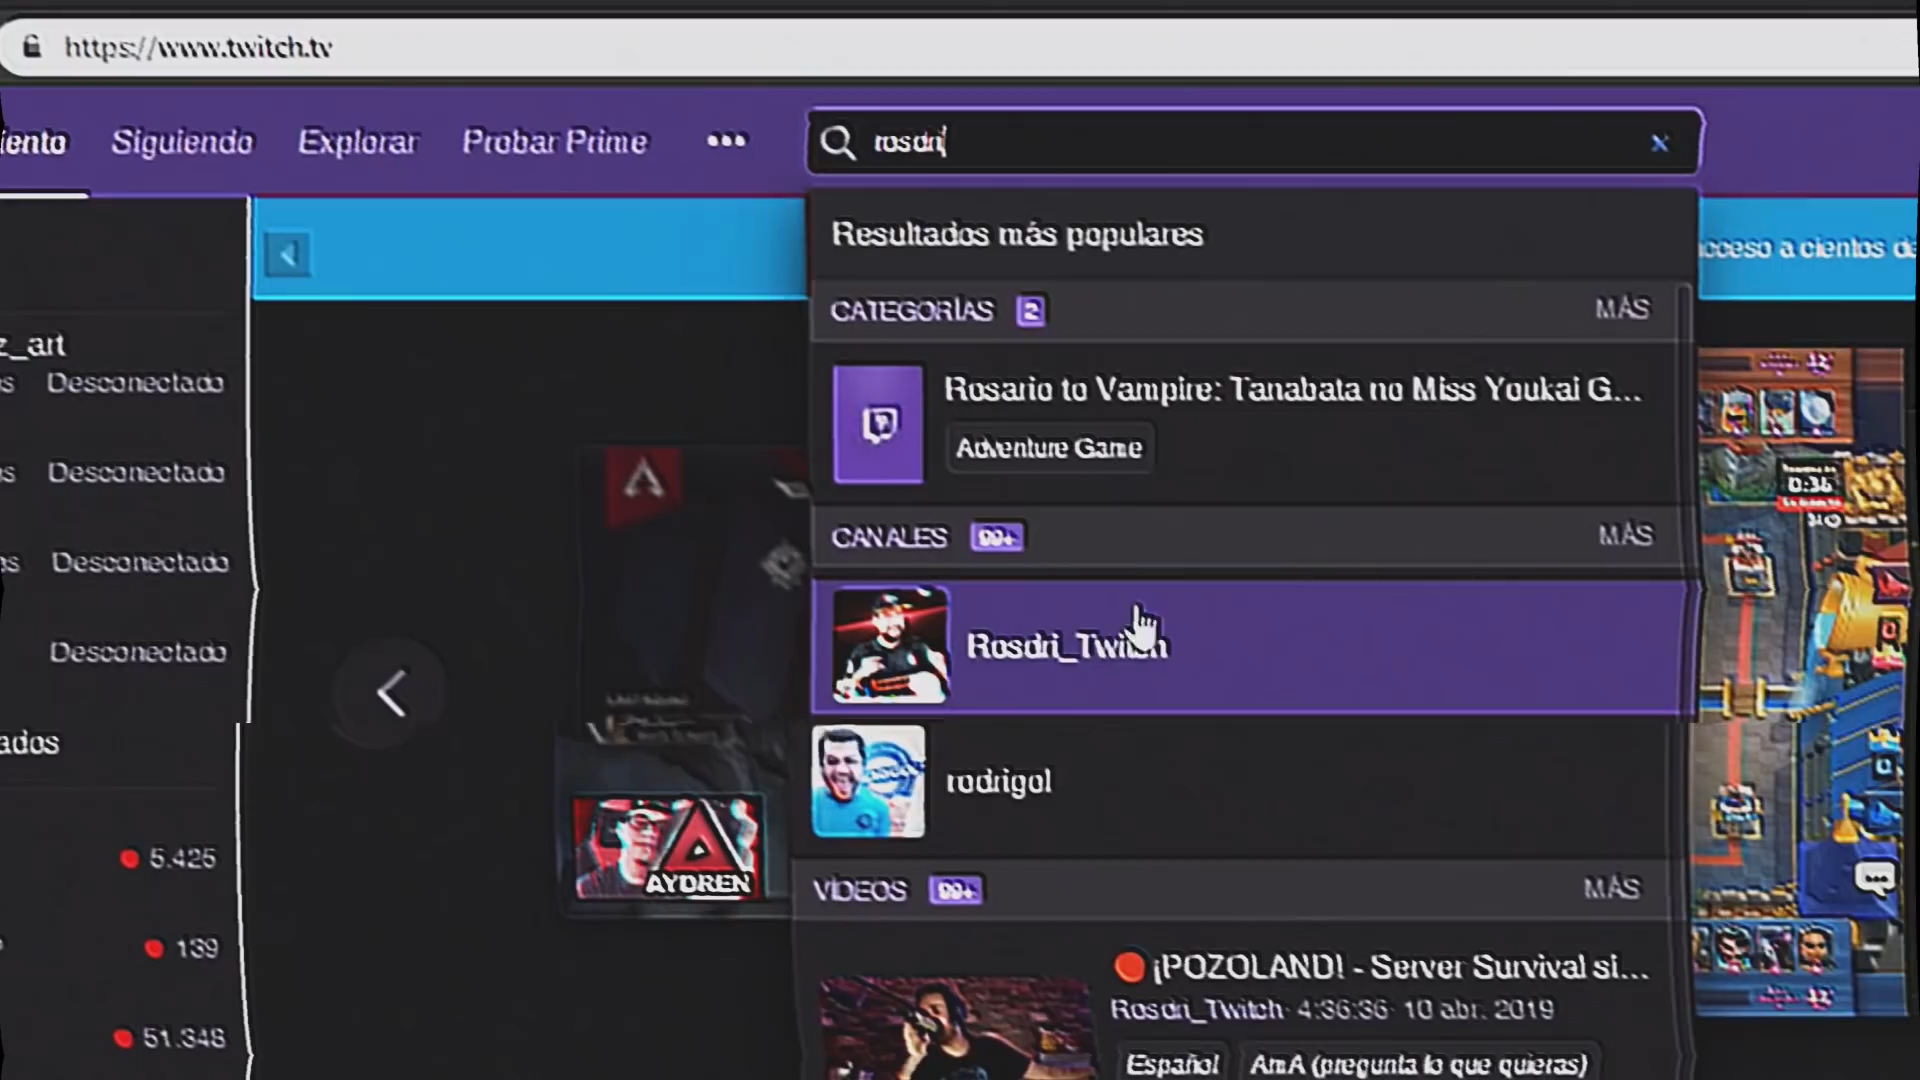 https://www.twitch.tv
iento Siguiendo Explorar Probar Prime •••
rosdri
Resultados más populares
acceso a cientos de
CATEGORÍAS 2 MÁS
z_art
Desconectado
Rosario to Vampire: Tanabata no Miss Youkai G...
Adventure Game
Desconectado
0:36
CANALES 99+ MÁS
Desconectado
Rosdri_Twitch
Desconectado
ados
rodrigol
5.425
AYDREN
VÍDEOS 99+ MÁS
139
¡POZOLAND! - Server Survival si...
Rosdri_Twitch· 4:36:36· 10 abr. 2019
51.348
Español AmA (pregunta lo que quieras)